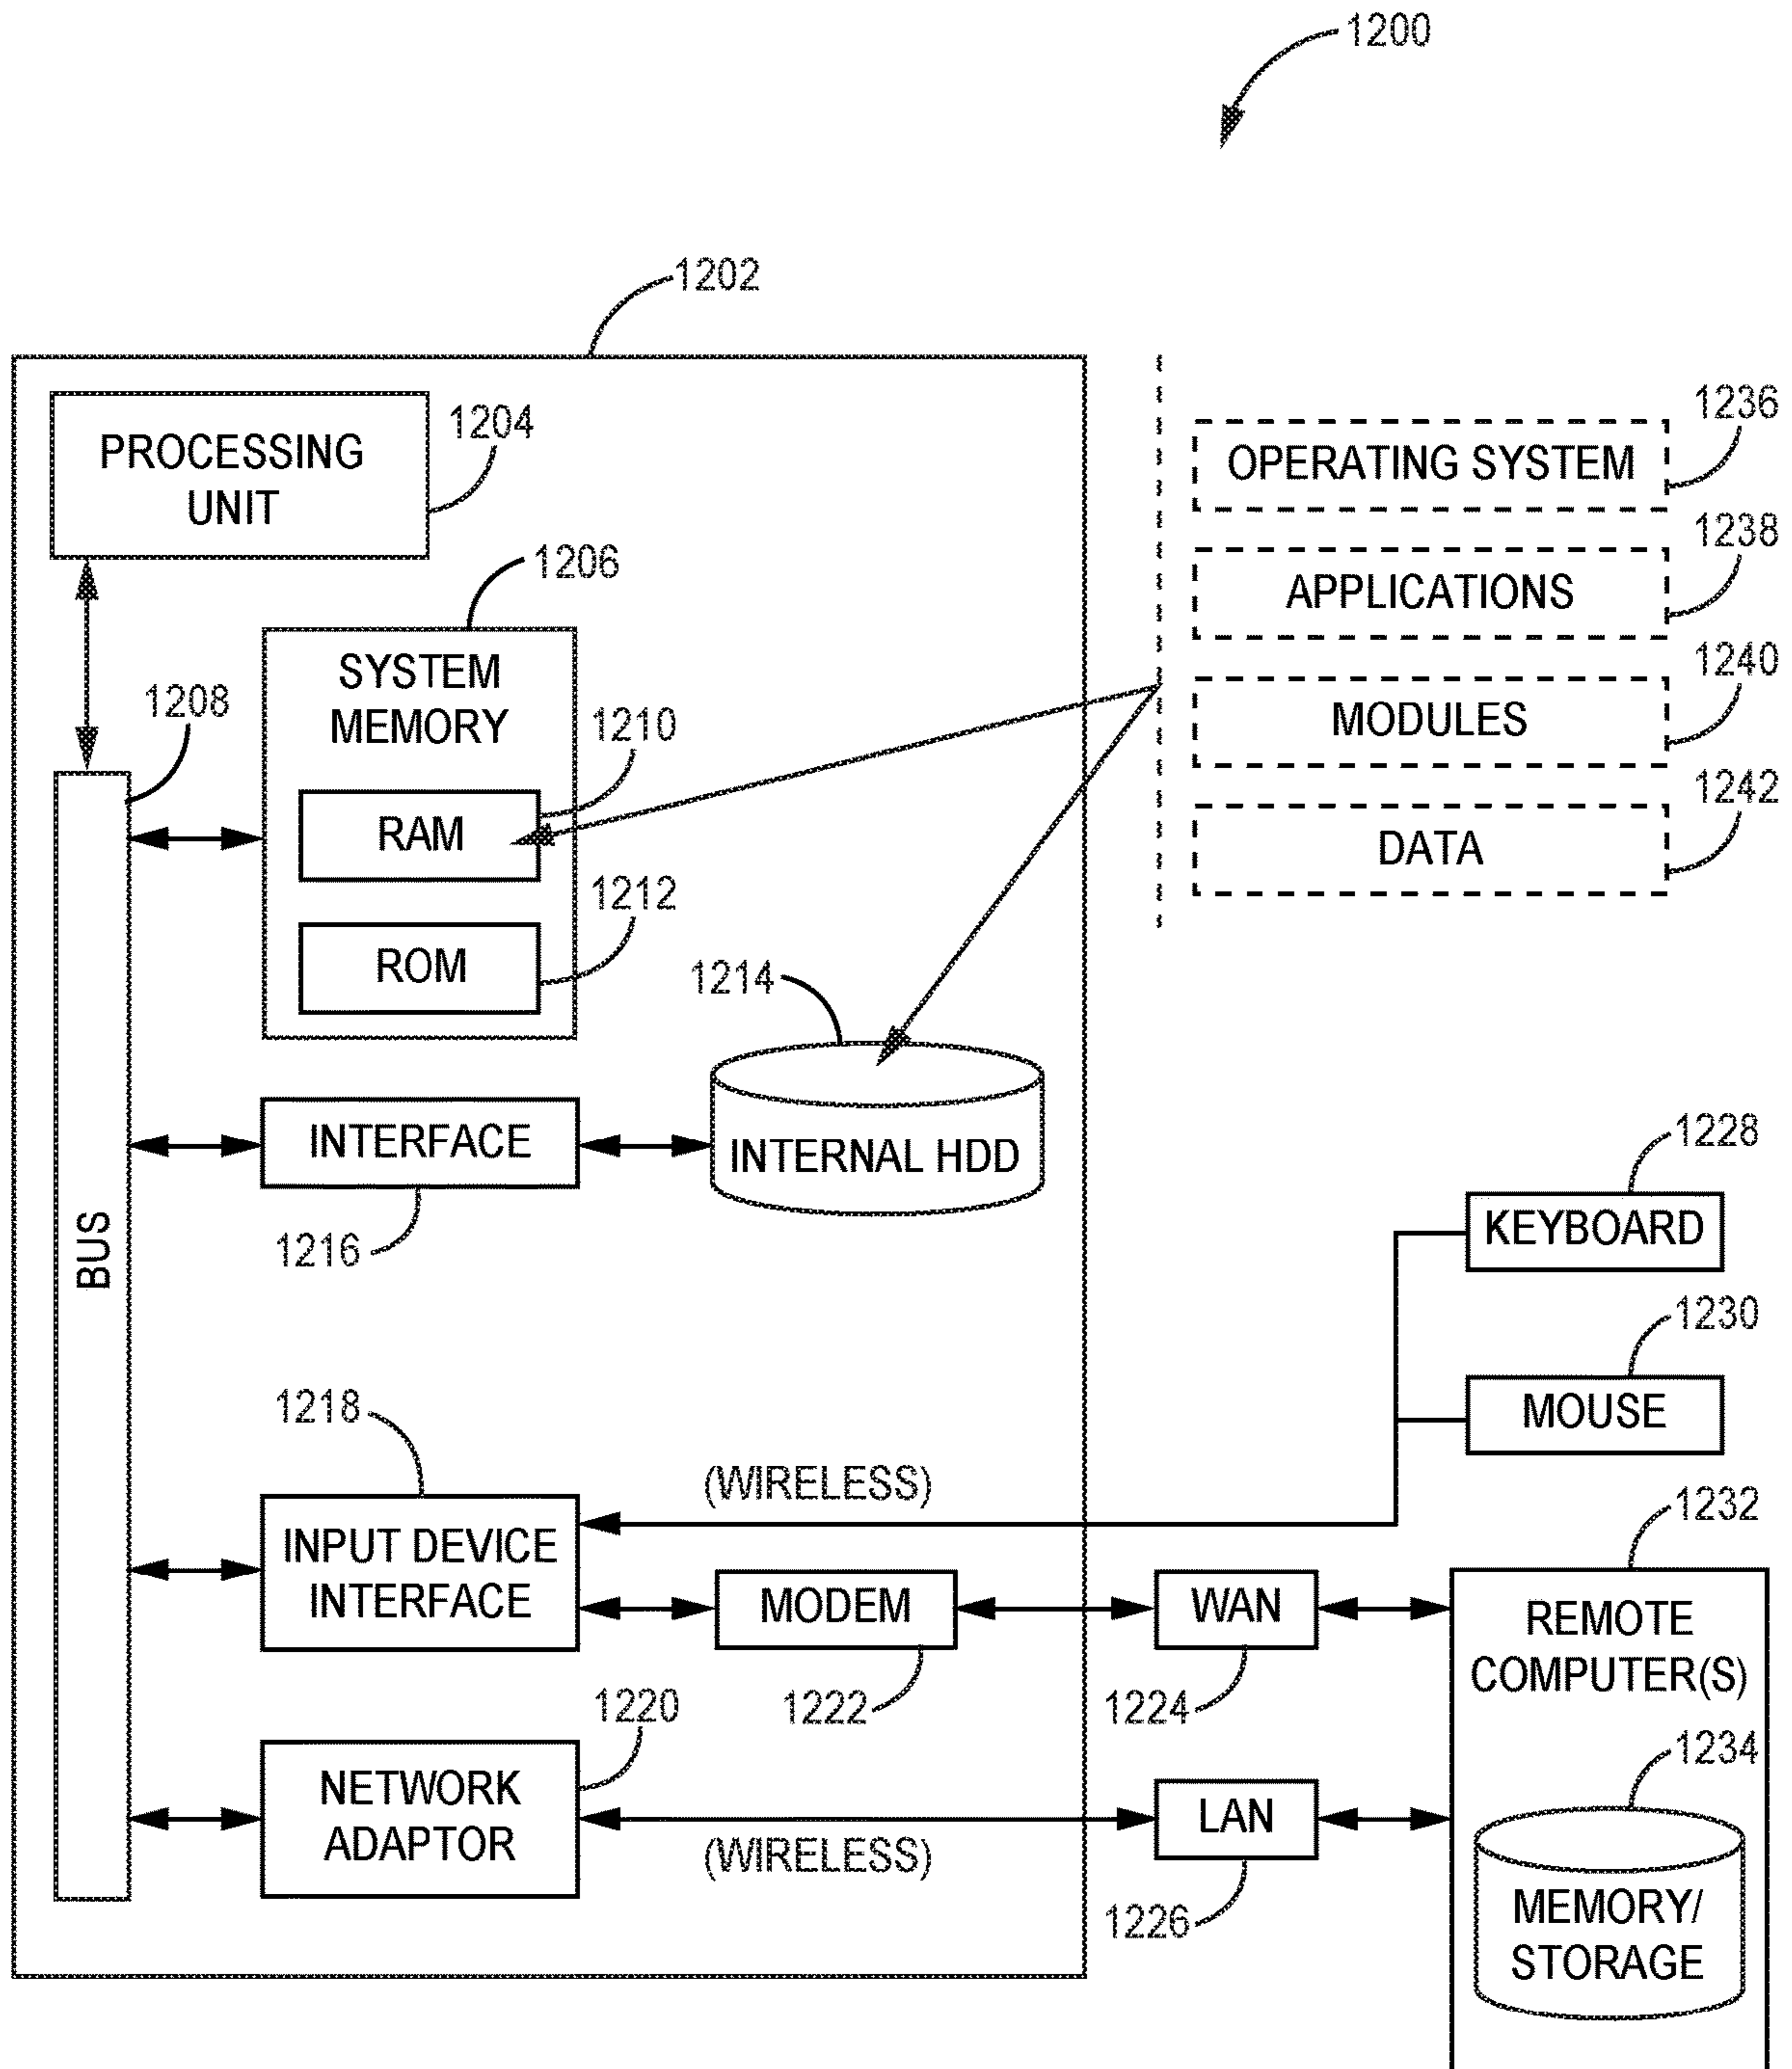 1200
1202
PROCESSING
UNIT
1204
1236
OPERATING SYSTEM
1238
APPLICATIONS
1240
MODULES
1242
DATA
1206
SYSTEM
MEMORY
1208
1210
RAM
1212
ROM
1214
INTERNAL HDD
INTERFACE
1216
BUS
1228
KEYBOARD
1230
MOUSE
1218
(WIRELESS)
INPUT DEVICE
INTERFACE
MODEM
1222
WAN
1224
1232
REMOTE
COMPUTER(S)
1220
NETWORK
ADAPTOR
(WIRELESS)
LAN
1226
1234
MEMORY/
STORAGE